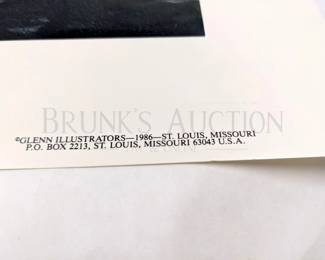 BRUNK'S AUCTION
©GLENN ILLUSTRATORS—1986—ST. LOUIS, MISSOURI
P.O. BOX 2213, ST. LOUIS, MISSOURI 63043 U.S.A.